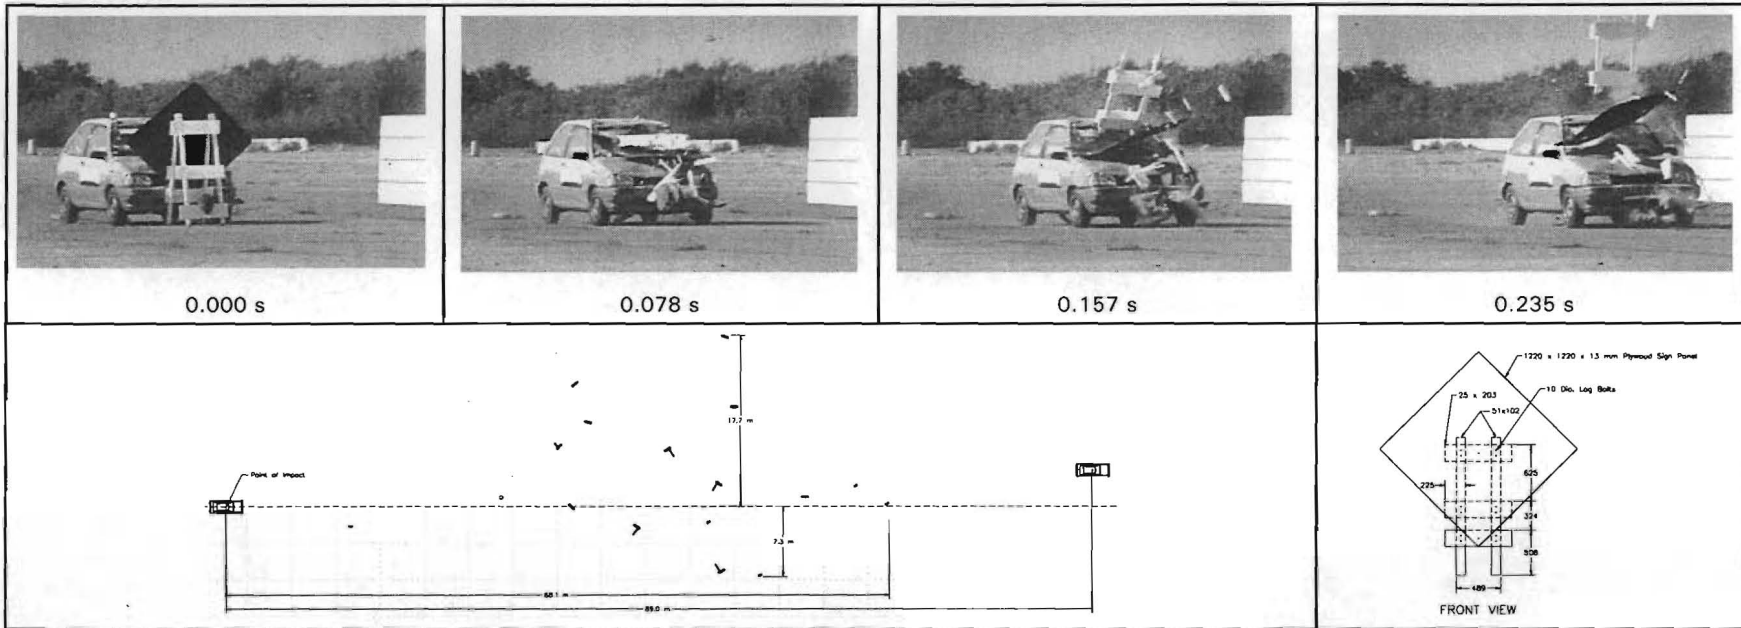 0.000 s
0.078 s
0.157 s
0.235 s
Point of Impact
17.7 m
7.3 m
68.1 m
89.0 m
1220 x 1220 x 13 mm Plywood Sign Panel
10 Dia. Lag Bolts
25 x 203
51x102
625
225
324
508
489
FRONT VIEW